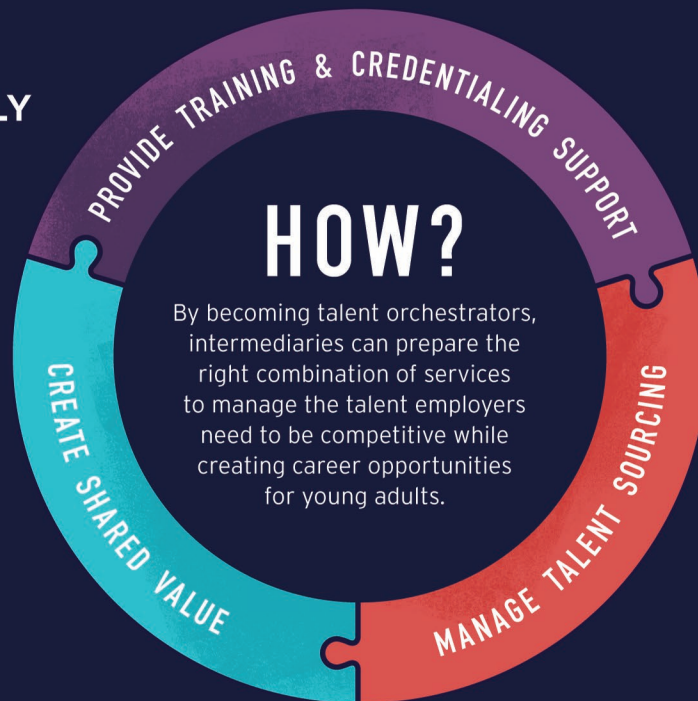 PROVIDE TRAINING & CREDENTIALING SUPPORT
HOW?
By becoming talent orchestrators,
intermediaries can prepare the
right combination of services
to manage the talent employers
need to be competitive while
creating career opportunities
for young adults.
CREATE SHARED VALUE
MANAGE TALENT SOURCING